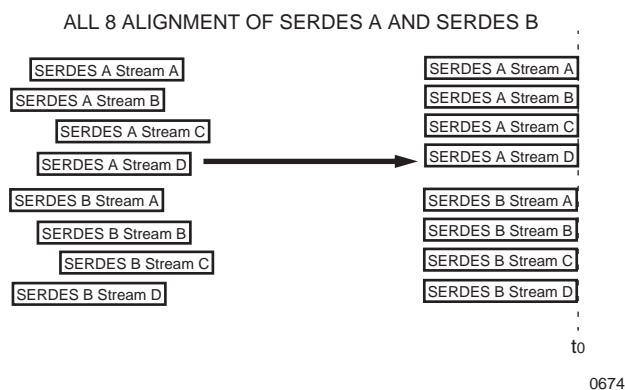 ALL 8 ALIGNMENT OF SERDES A AND SERDES B
SERDES A Stream A
SERDES A Stream B
SERDES A Stream C
SERDES A Stream D
SERDES B Stream A
SERDES B Stream B
SERDES B Stream C
SERDES B Stream D
SERDES A Stream A
SERDES A Stream B
SERDES A Stream C
SERDES A Stream D
SERDES B Stream A
SERDES B Stream B
SERDES B Stream C
SERDES B Stream D
t0
0674